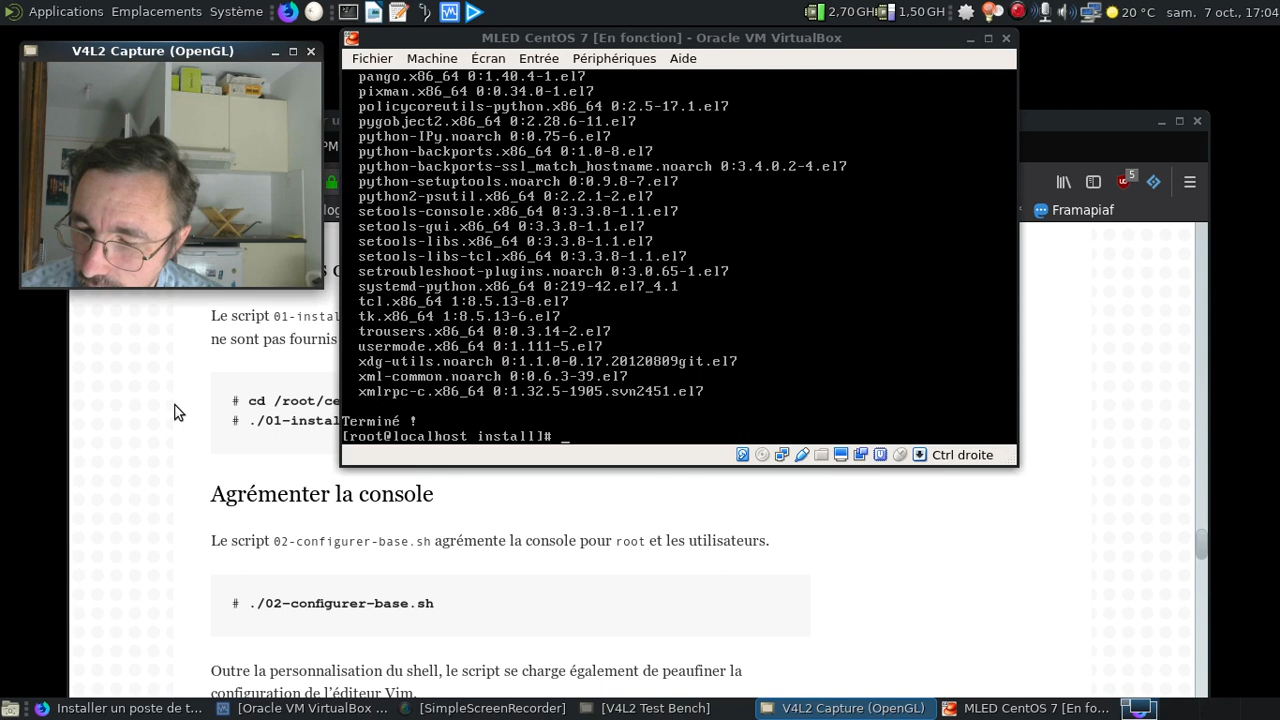 Applications Emplacements Système
2,70 GH 1,50 GH 20 °C sam. 7 oct., 17:04
V4L2 Capture (OpenGL)
MLED CentOS 7 [En fonction] - Oracle VM VirtualBox
Fichier Machine Écran Entrée Périphériques Aide
pango.x86_64 0:1.40.4-1.el7
pixman.x86_64 0:0.34.0-1.el7
policycoreutils-python.x86_64 0:2.5-17.1.el7
pygobject2.x86_64 0:2.28.6-11.el7
python-IPy.noarch 0:0.75-6.el7
python-backports.x86_64 0:1.0-8.el7
python-backports-ssl_match_hostname.noarch 0:3.4.0.2-4.el7
python-setuptools.noarch 0:0.9.8-7.el7
python2-psutil.x86_64 0:2.2.1-2.el7
setools-console.x86_64 0:3.3.8-1.1.el7
setools-gui.x86_64 0:3.3.8-1.1.el7
setools-libs.x86_64 0:3.3.8-1.1.el7
setools-libs-tcl.x86_64 0:3.3.8-1.1.el7
setroubleshoot-plugins.noarch 0:3.0.65-1.el7
systemd-python.x86_64 0:219-42.el7_4.1
tcl.x86_64 1:8.5.13-8.el7
tk.x86_64 1:8.5.13-6.el7
trousers.x86_64 0:0.3.14-2.el7
usermode.x86_64 0:1.111-5.el7
xdg-utils.noarch 0:1.1.0-0.17.20120809git.el7
xml-common.noarch 0:0.6.3-39.el7
xmlrpc-c.x86_64 0:1.32.5-1905.svn2451.el7
Terminé !
[root@localhost install]# _
Ctrl droite
5
Framapiaf
Le script 01-instal
ne sont pas fournis
# cd /root/ce
# ./01-instal
Agrémenter la console
Le script 02-configurer-base.sh agrémente la console pour root et les utilisateurs.
# ./02-configurer-base.sh
Outre la personnalisation du shell, le script se charge également de peaufiner la
configuration de l'éditeur Vim.
Installer un poste de t... [Oracle VM VirtualBox ... [SimpleScreenRecorder] [V4L2 Test Bench] V4L2 Capture (OpenGL) MLED CentOS 7 [En fo...